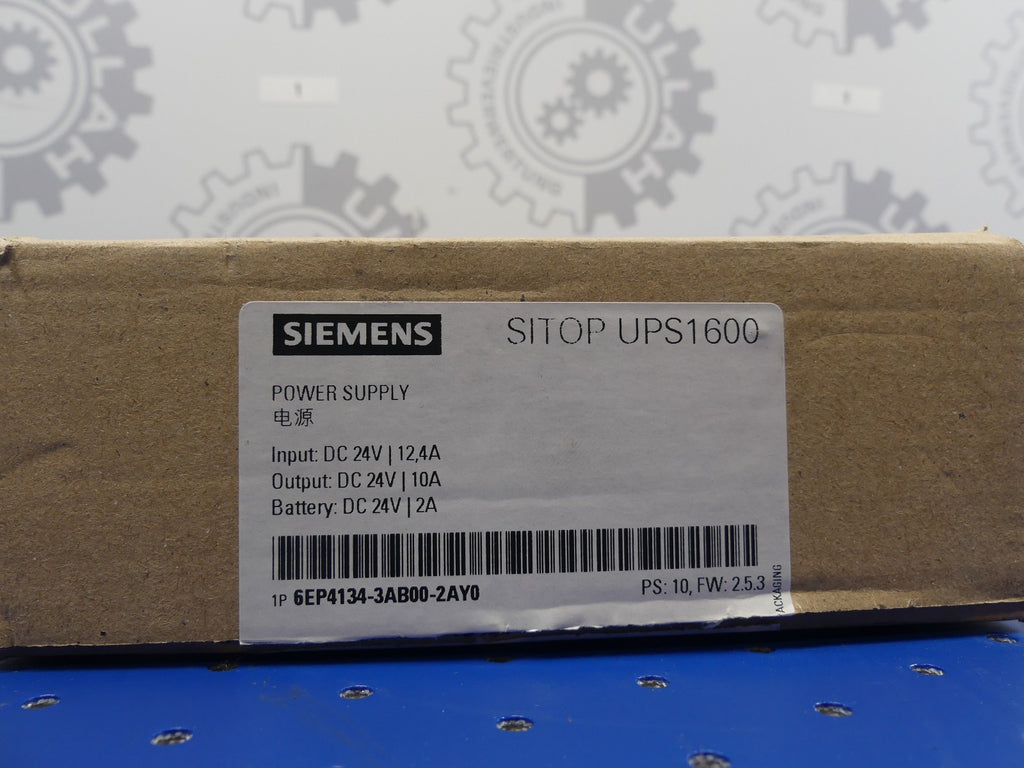 SIEMENS
SITOP UPS1600
POWER SUPPLY
电源
Input: DC 24V | 12,4A
Output: DC 24V | 10A
Battery: DC 24V | 2A
1P 6EP4134-3AB00-2AY0
PS: 10, FW: 2.5.3